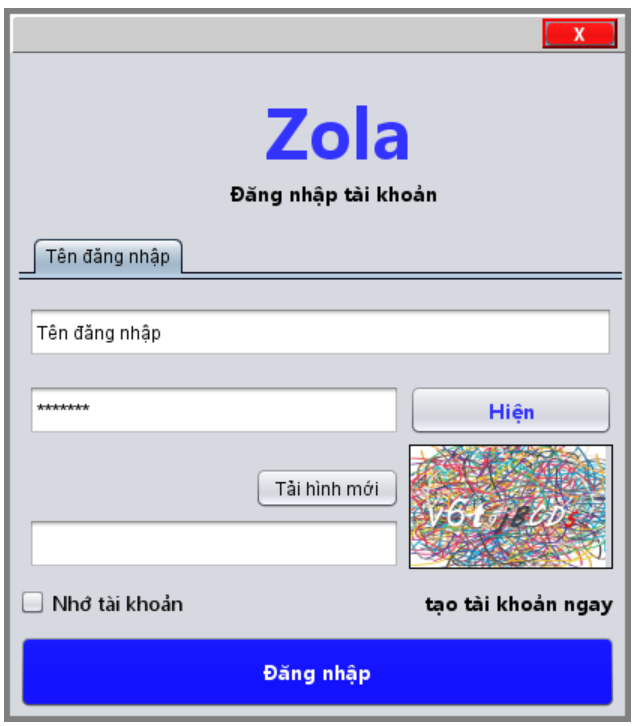 X
Zola
Đăng nhập tài khoản
Tên đăng nhập
Tên đăng nhập
*******
Hiện
Tải hình mới
Nhớ tài khoản
tạo tài khoản ngay
Đăng nhập